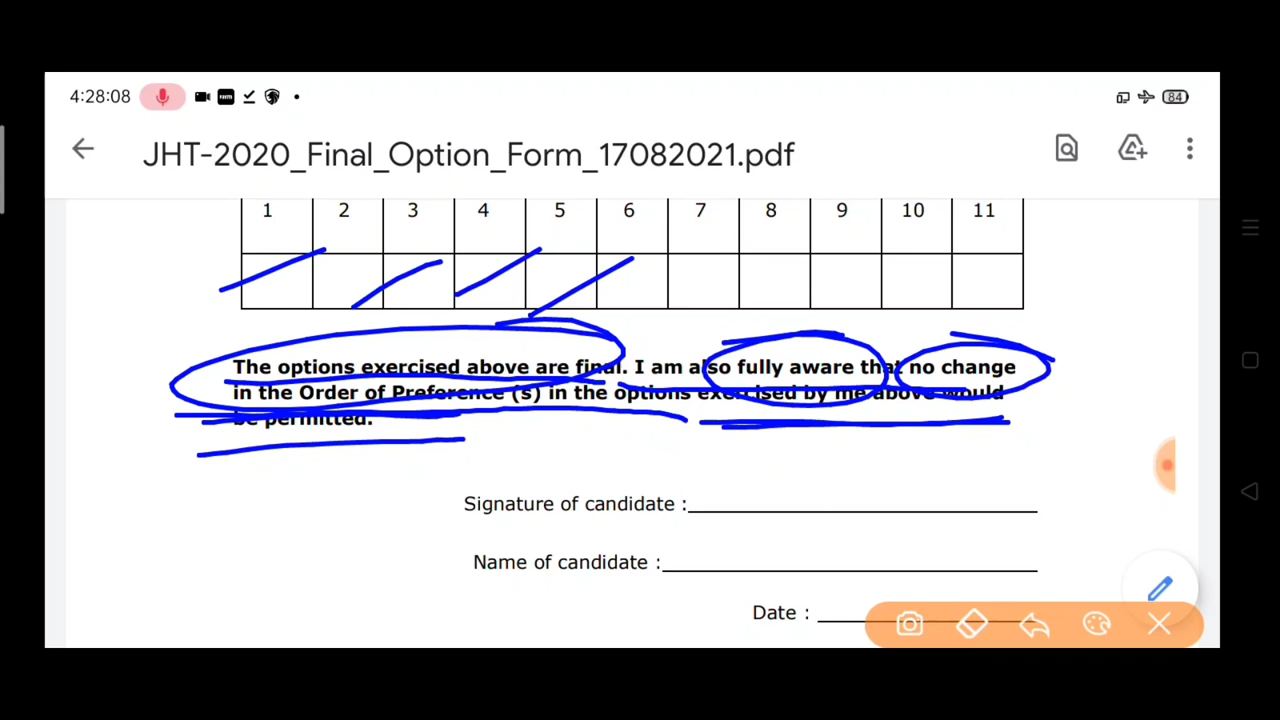 4:28:08
84
JHT-2020_Final_Option_Form_17082021.pdf
1 2 3 4 5 6 7 8 9 10 11
The options exercised above are final. I am also fully aware that no change
in the Order of Preference (s) in the options exercised by me above would
be permitted.
Signature of candidate :
Name of candidate :
Date :